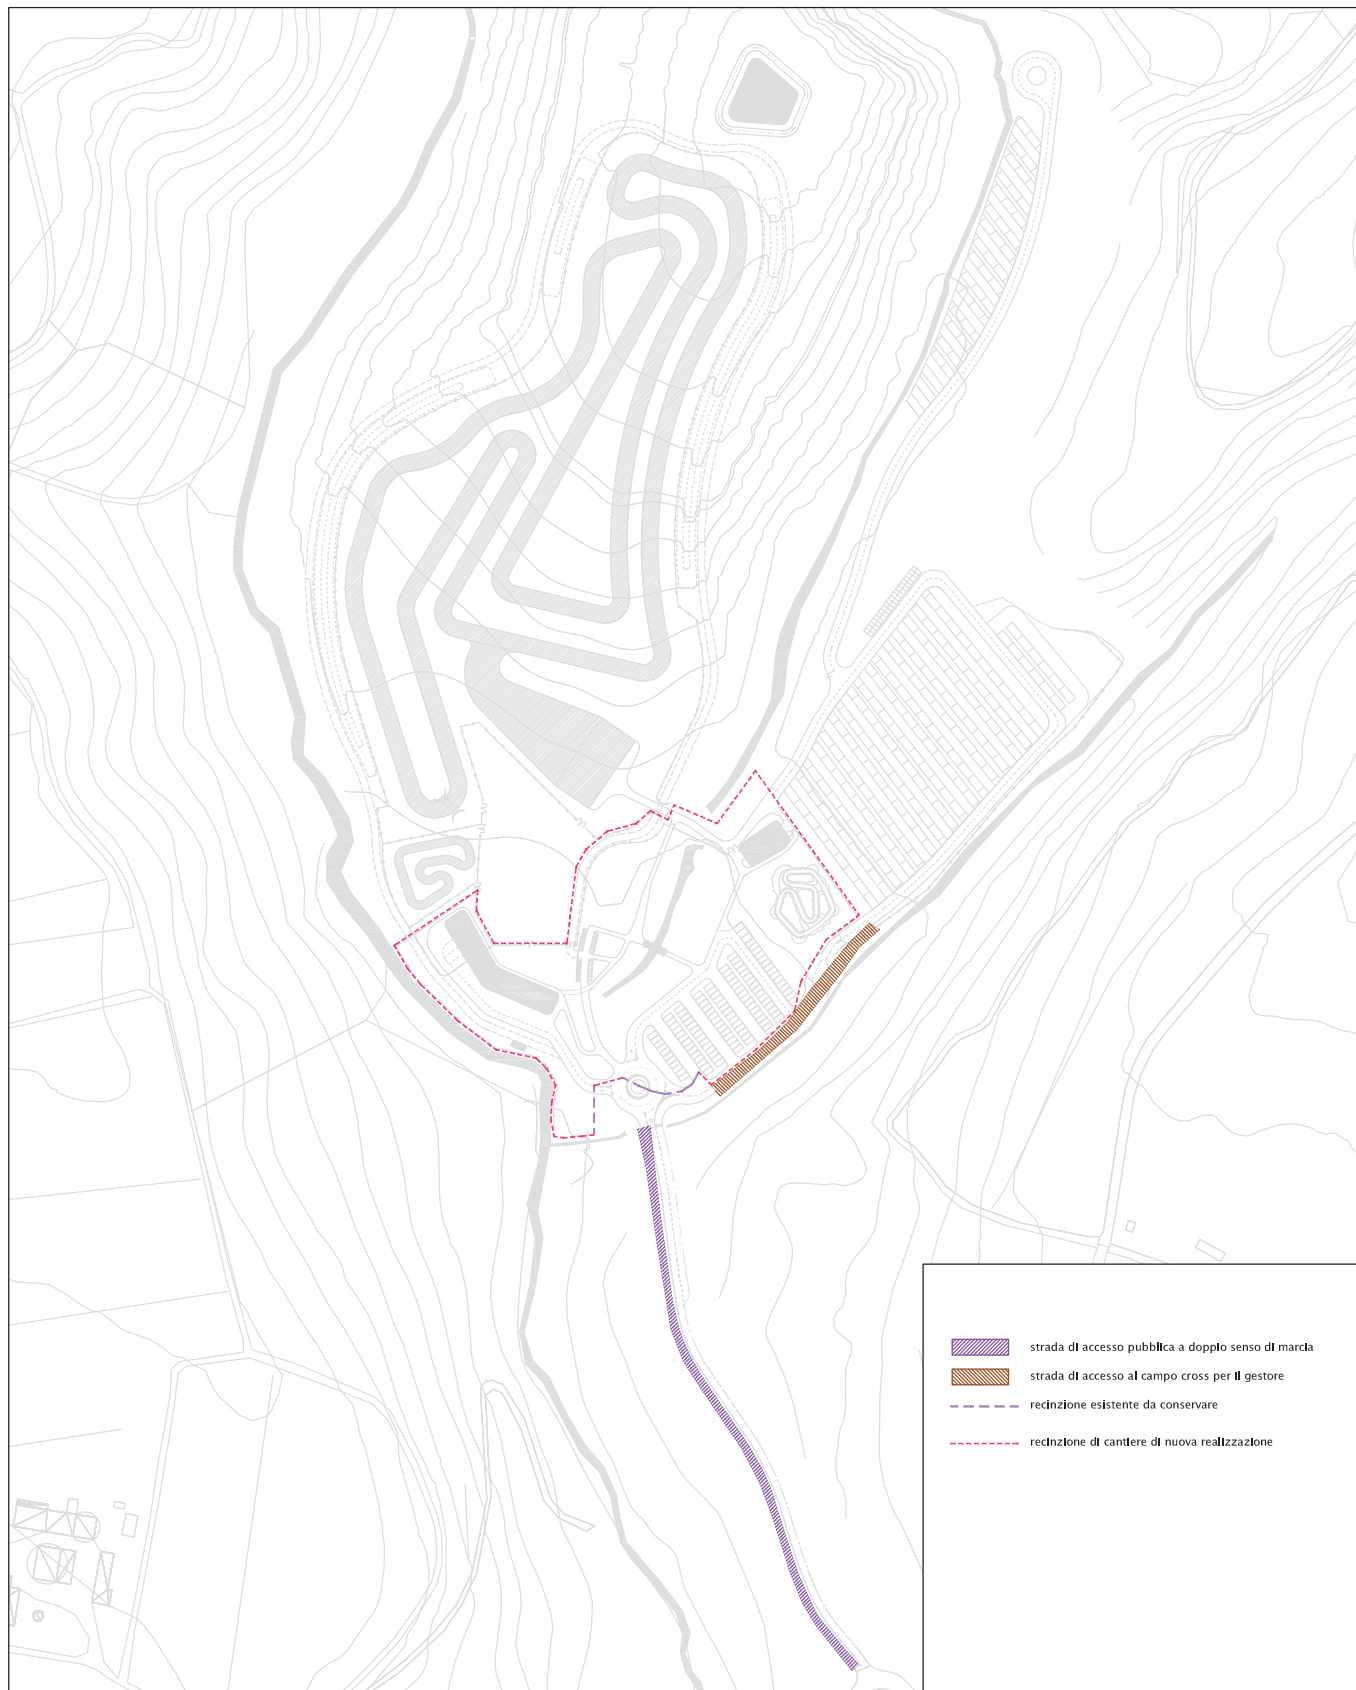 strada di accesso pubblica a doppio senso di marcia
strada di accesso al campo cross per il gestore
recinzione esistente da conservare
recinzione di cantiere di nuova realizzazione